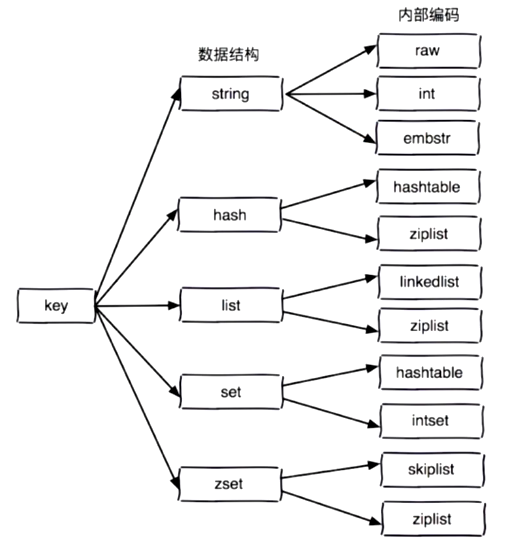 内部编码
数据结构
raw
string
int
embstr
hashtable
hash
ziplist
linkedlist
key
list
ziplist
hashtable
set
intset
skiplist
zset
ziplist